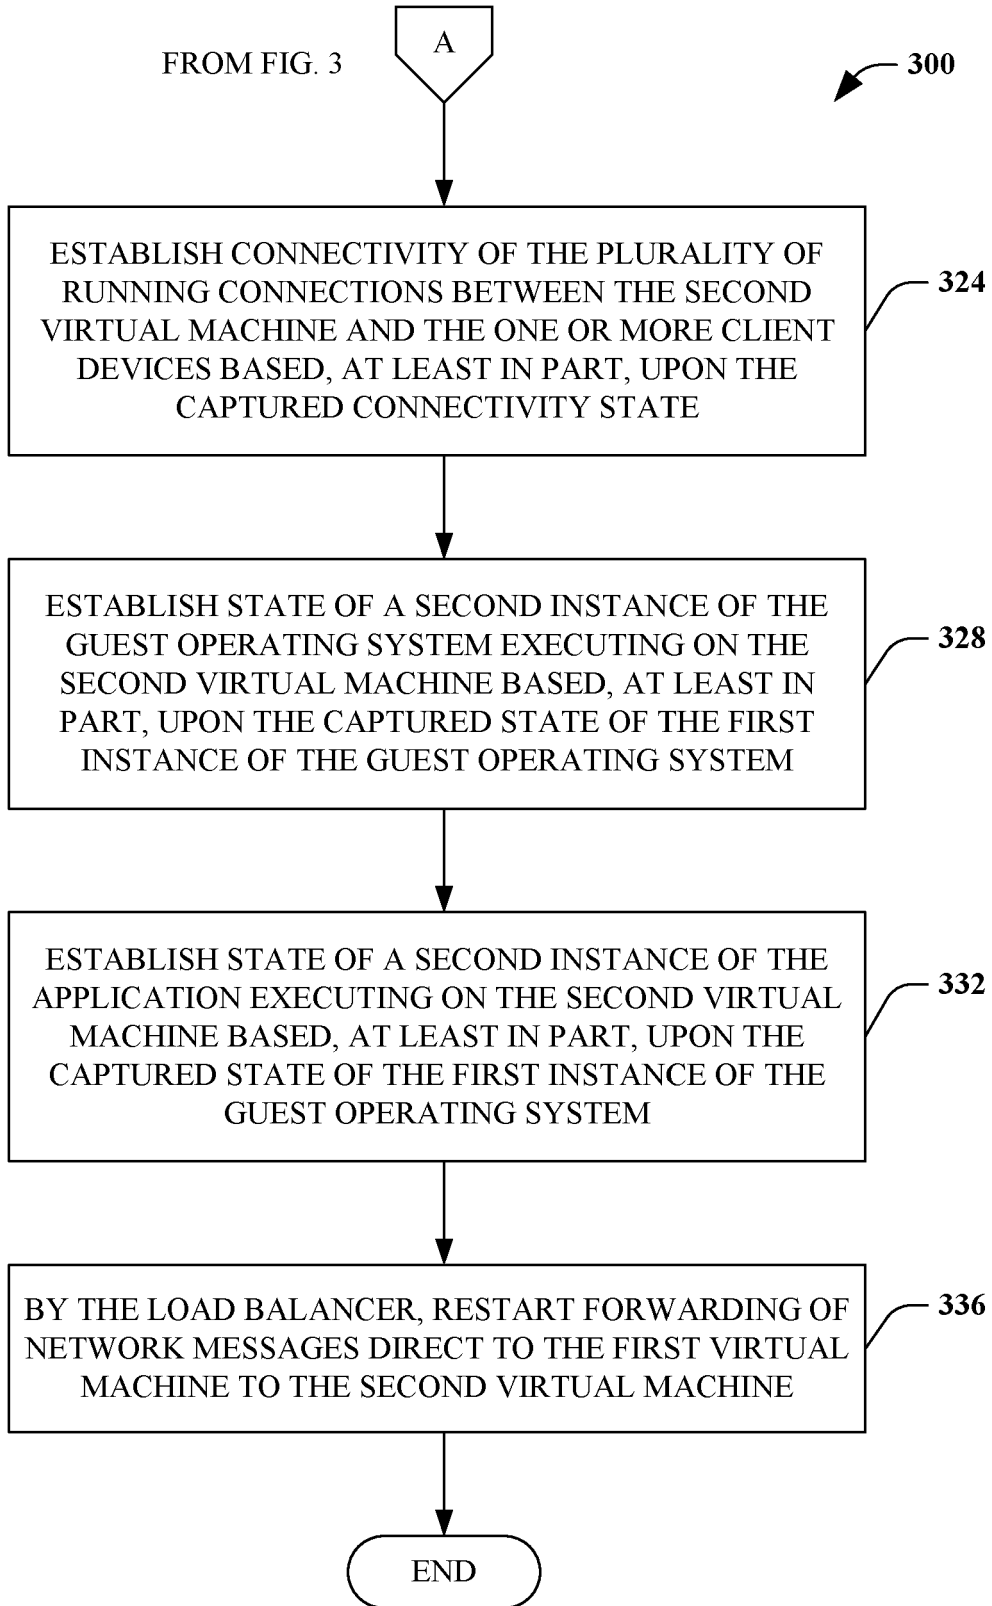 A
FROM FIG. 3
300
ESTABLISH CONNECTIVITY OF THE PLURALITY OF
RUNNING CONNECTIONS BETWEEN THE SECOND
VIRTUAL MACHINE AND THE ONE OR MORE CLIENT
DEVICES BASED, AT LEAST IN PART, UPON THE
CAPTURED CONNECTIVITY STATE
324
ESTABLISH STATE OF A SECOND INSTANCE OF THE
GUEST OPERATING SYSTEM EXECUTING ON THE
SECOND VIRTUAL MACHINE BASED, AT LEAST IN
PART, UPON THE CAPTURED STATE OF THE FIRST
INSTANCE OF THE GUEST OPERATING SYSTEM
328
ESTABLISH STATE OF A SECOND INSTANCE OF THE
APPLICATION EXECUTING ON THE SECOND VIRTUAL
MACHINE BASED, AT LEAST IN PART, UPON THE
CAPTURED STATE OF THE FIRST INSTANCE OF THE
GUEST OPERATING SYSTEM
332
BY THE LOAD BALANCER, RESTART FORWARDING OF
NETWORK MESSAGES DIRECT TO THE FIRST VIRTUAL
MACHINE TO THE SECOND VIRTUAL MACHINE
336
END